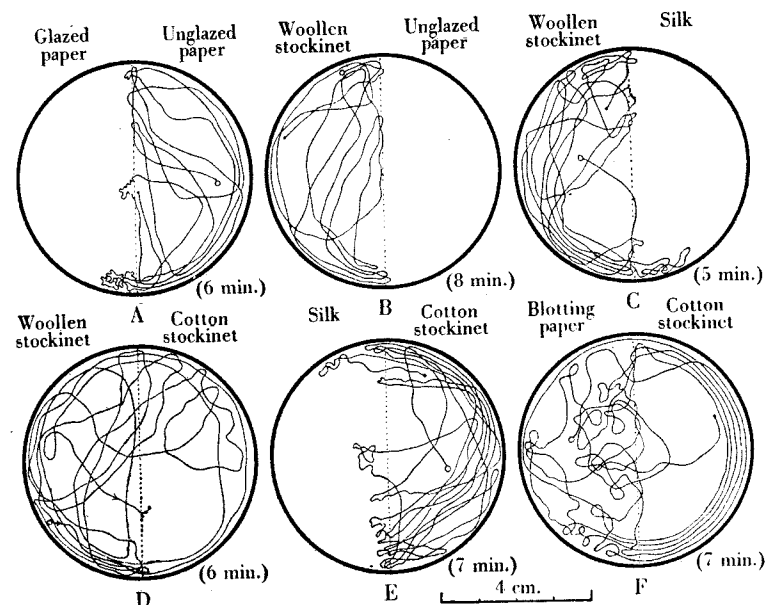 Glazed paper
Unglazed paper
Woollen stockinet
Unglazed paper
Woollen stockinet
Silk
(6 min.)
(8 min.)
(5 min.)
A
B
C
Woollen stockinet
Cotton stockinet
Silk
Cotton stockinet
Blotting paper
Cotton stockinet
(6 min.)
(7 min.)
(7 min.)
4 cm.
D
E
F